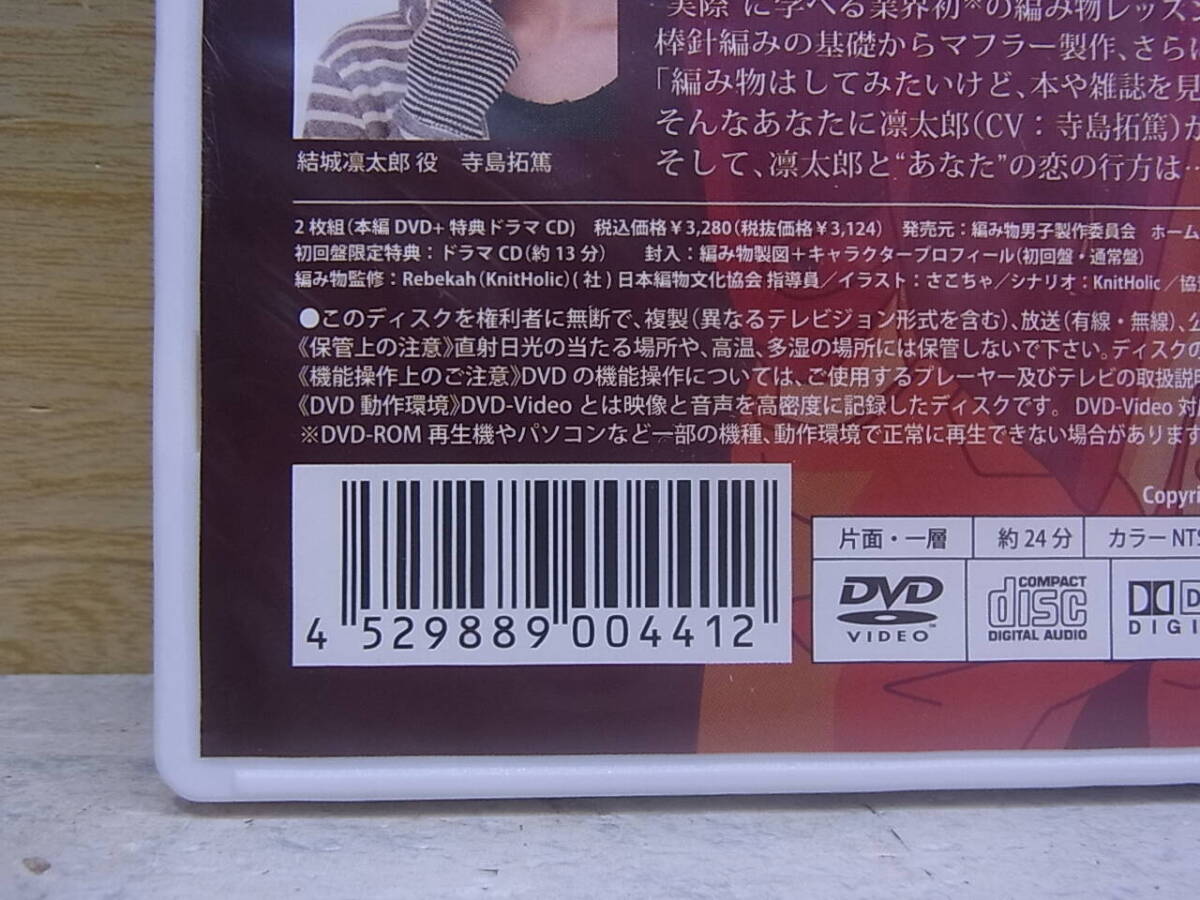 実際"に学べる業界初※の編み物レッス
棒針編みの基礎からマフラー製作、さらに
「編み物はしてみたいけど、本や雑誌を見
そんなあなたに凛太郎(CV:寺島拓篤)が
そして、凛太郎と“あなた”の恋の行方は…
結城凛太郎 役 寺島拓篤
2枚組(本編DVD+特典ドラマCD) 税込価格¥3,280(税抜価格¥3,124) 発売元:編み物男子製作委員会 ホーム
初回盤限定特典:ドラマCD(約13分) 封入:編み物製図+キャラクタープロフィール(初回盤・通常盤)
編み物監修:Rebekah(KnitHolic)(社)日本編物文化協会 指導員/イラスト:さこちゃ/シナリオ:KnitHolic/協
●このディスクを権利者に無断で、複製(異なるテレビジョン形式を含む)、放送(有線・無線)、
《保管上の注意》直射日光の当たる場所や、高温、多湿の場所には保管しないで下さい。ディスクの
《機能操作上のご注意》DVDの機能操作については、ご使用するプレーヤー及びテレビの取扱説明
《DVD動作環境》DVD-Videoとは映像と音声を高密度に記録したディスクです。DVD-Video対
※DVD-ROM再生機やパソコンなど一部の機種、動作環境で正常に再生できない場合があります
Copyri
4 529889 004412
片面・一層 約24分 カラー NTS
DVD VIDEO
COMPACT disc DIGITAL AUDIO
DIGI